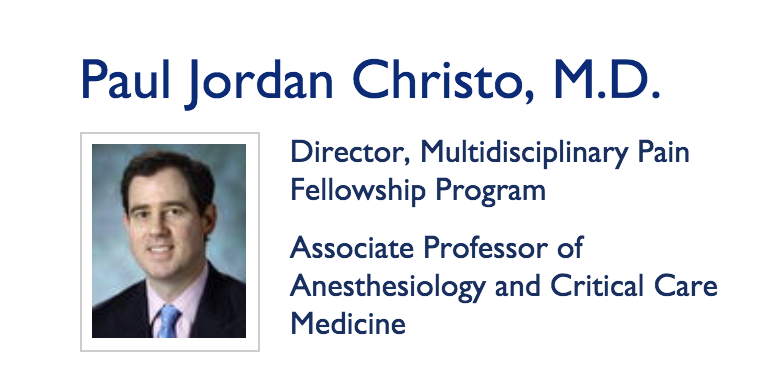 Paul Jordan Christo, M.D.
Director, Multidisciplinary Pain
Fellowship Program
Associate Professor of
Anesthesiology and Critical Care
Medicine